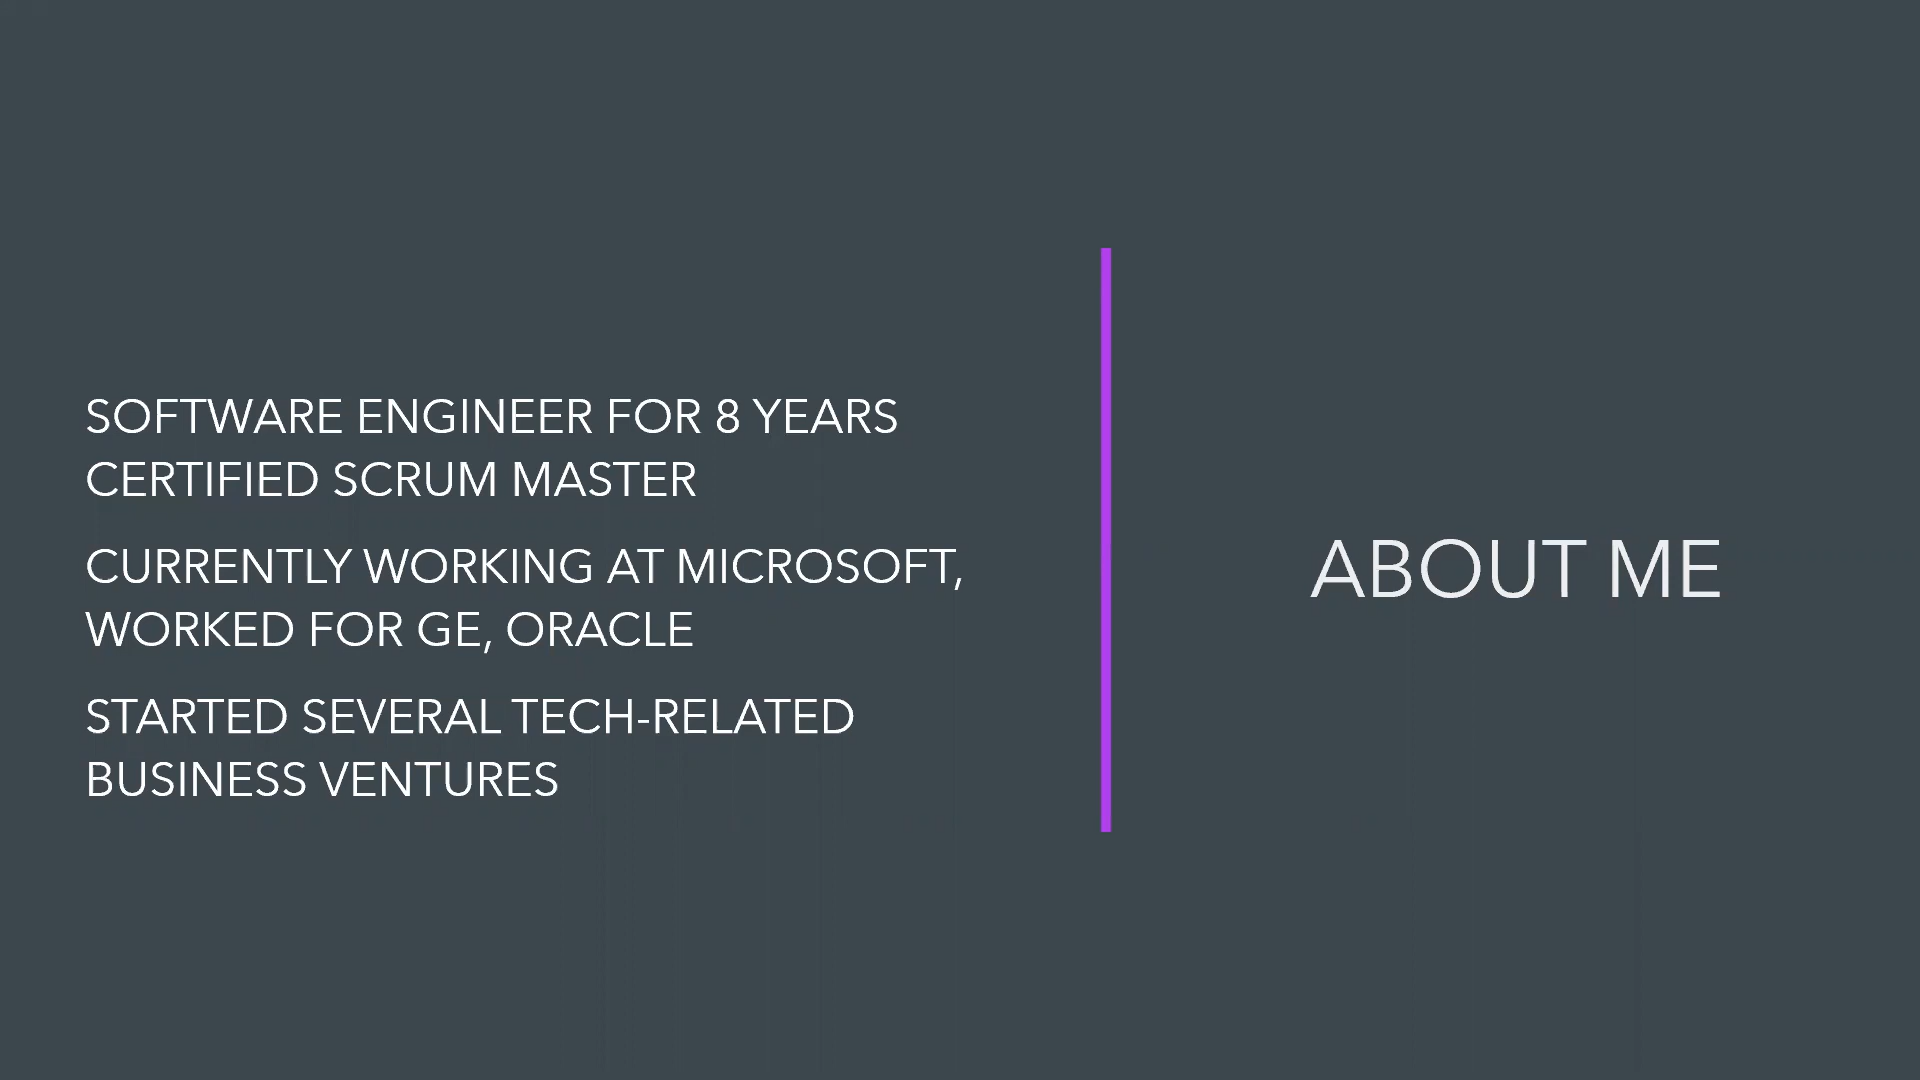 SOFTWARE ENGINEER FOR 8 YEARS
CERTIFIED SCRUM MASTER
CURRENTLY WORKING AT MICROSOFT,
WORKED FOR GE, ORACLE
STARTED SEVERAL TECH-RELATED
BUSINESS VENTURES
ABOUT ME